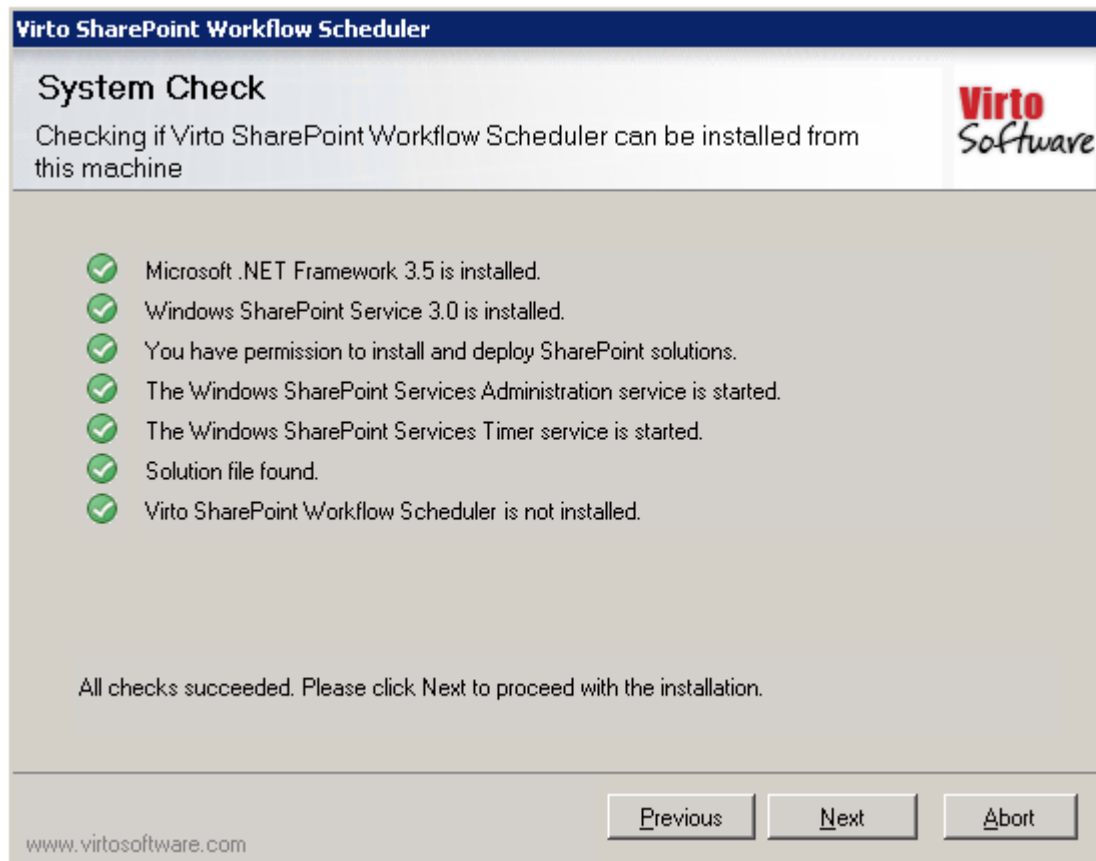 Virto SharePoint Workflow Scheduler
System Check
Checking if Virto SharePoint Workflow Scheduler can be installed from
this machine
Virto
Software
Microsoft .NET Framework 3.5 is installed.
Windows SharePoint Service 3.0 is installed.
You have permission to install and deploy SharePoint solutions.
The Windows SharePoint Services Administration service is started.
The Windows SharePoint Services Timer service is started.
Solution file found.
Virto SharePoint Workflow Scheduler is not installed.
All checks succeeded. Please click Next to proceed with the installation.
Previous Next Abort
www.virtosoftware.com